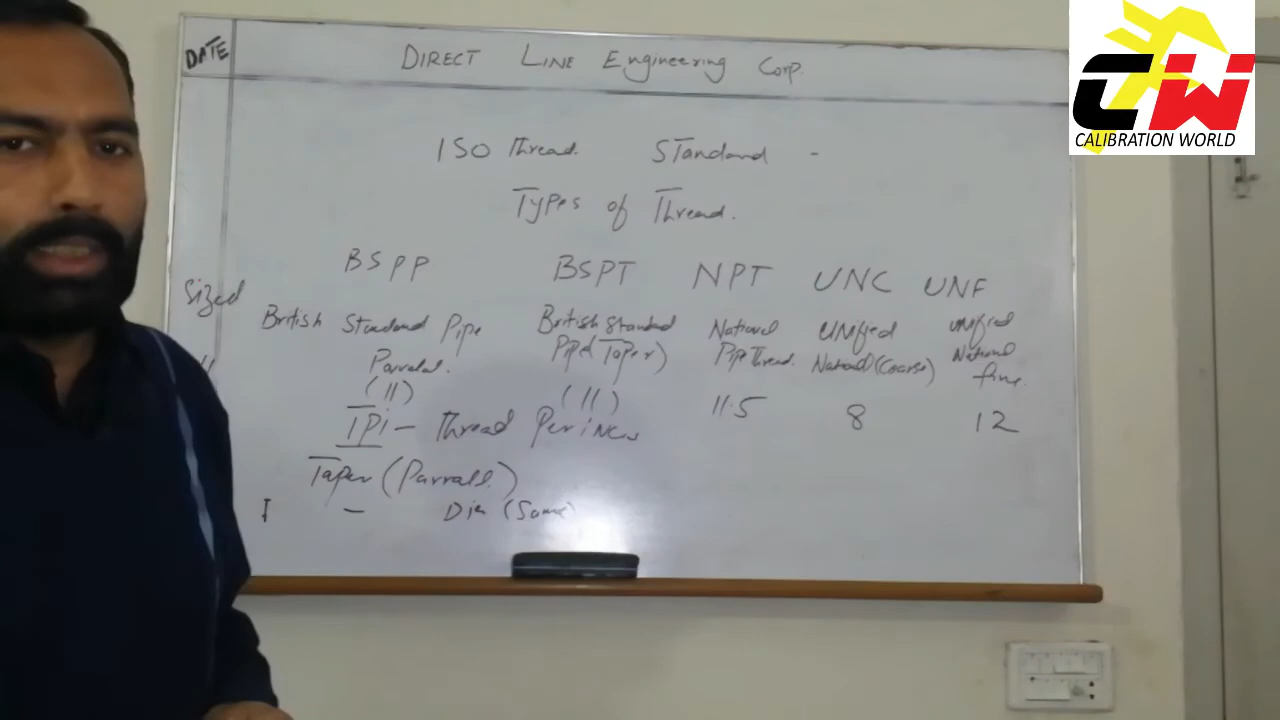 DATE
DIRECT LINE Engineering Corp.
CW
CALIBRATION WORLD
ISO Thread. STandard -
Types of Thread.
BSPP BSPT NPT UNC UNF
Sized
British Standard Pipe Parralal. (11)
British Standard Pipe (Taper) (11)
National Pipe Thread. 11.5
Unified National (Coarse) 8
Unified National fine. 12
TPi - Thread Per iNch
Taper (Parrall.)
I - Dia (Same)